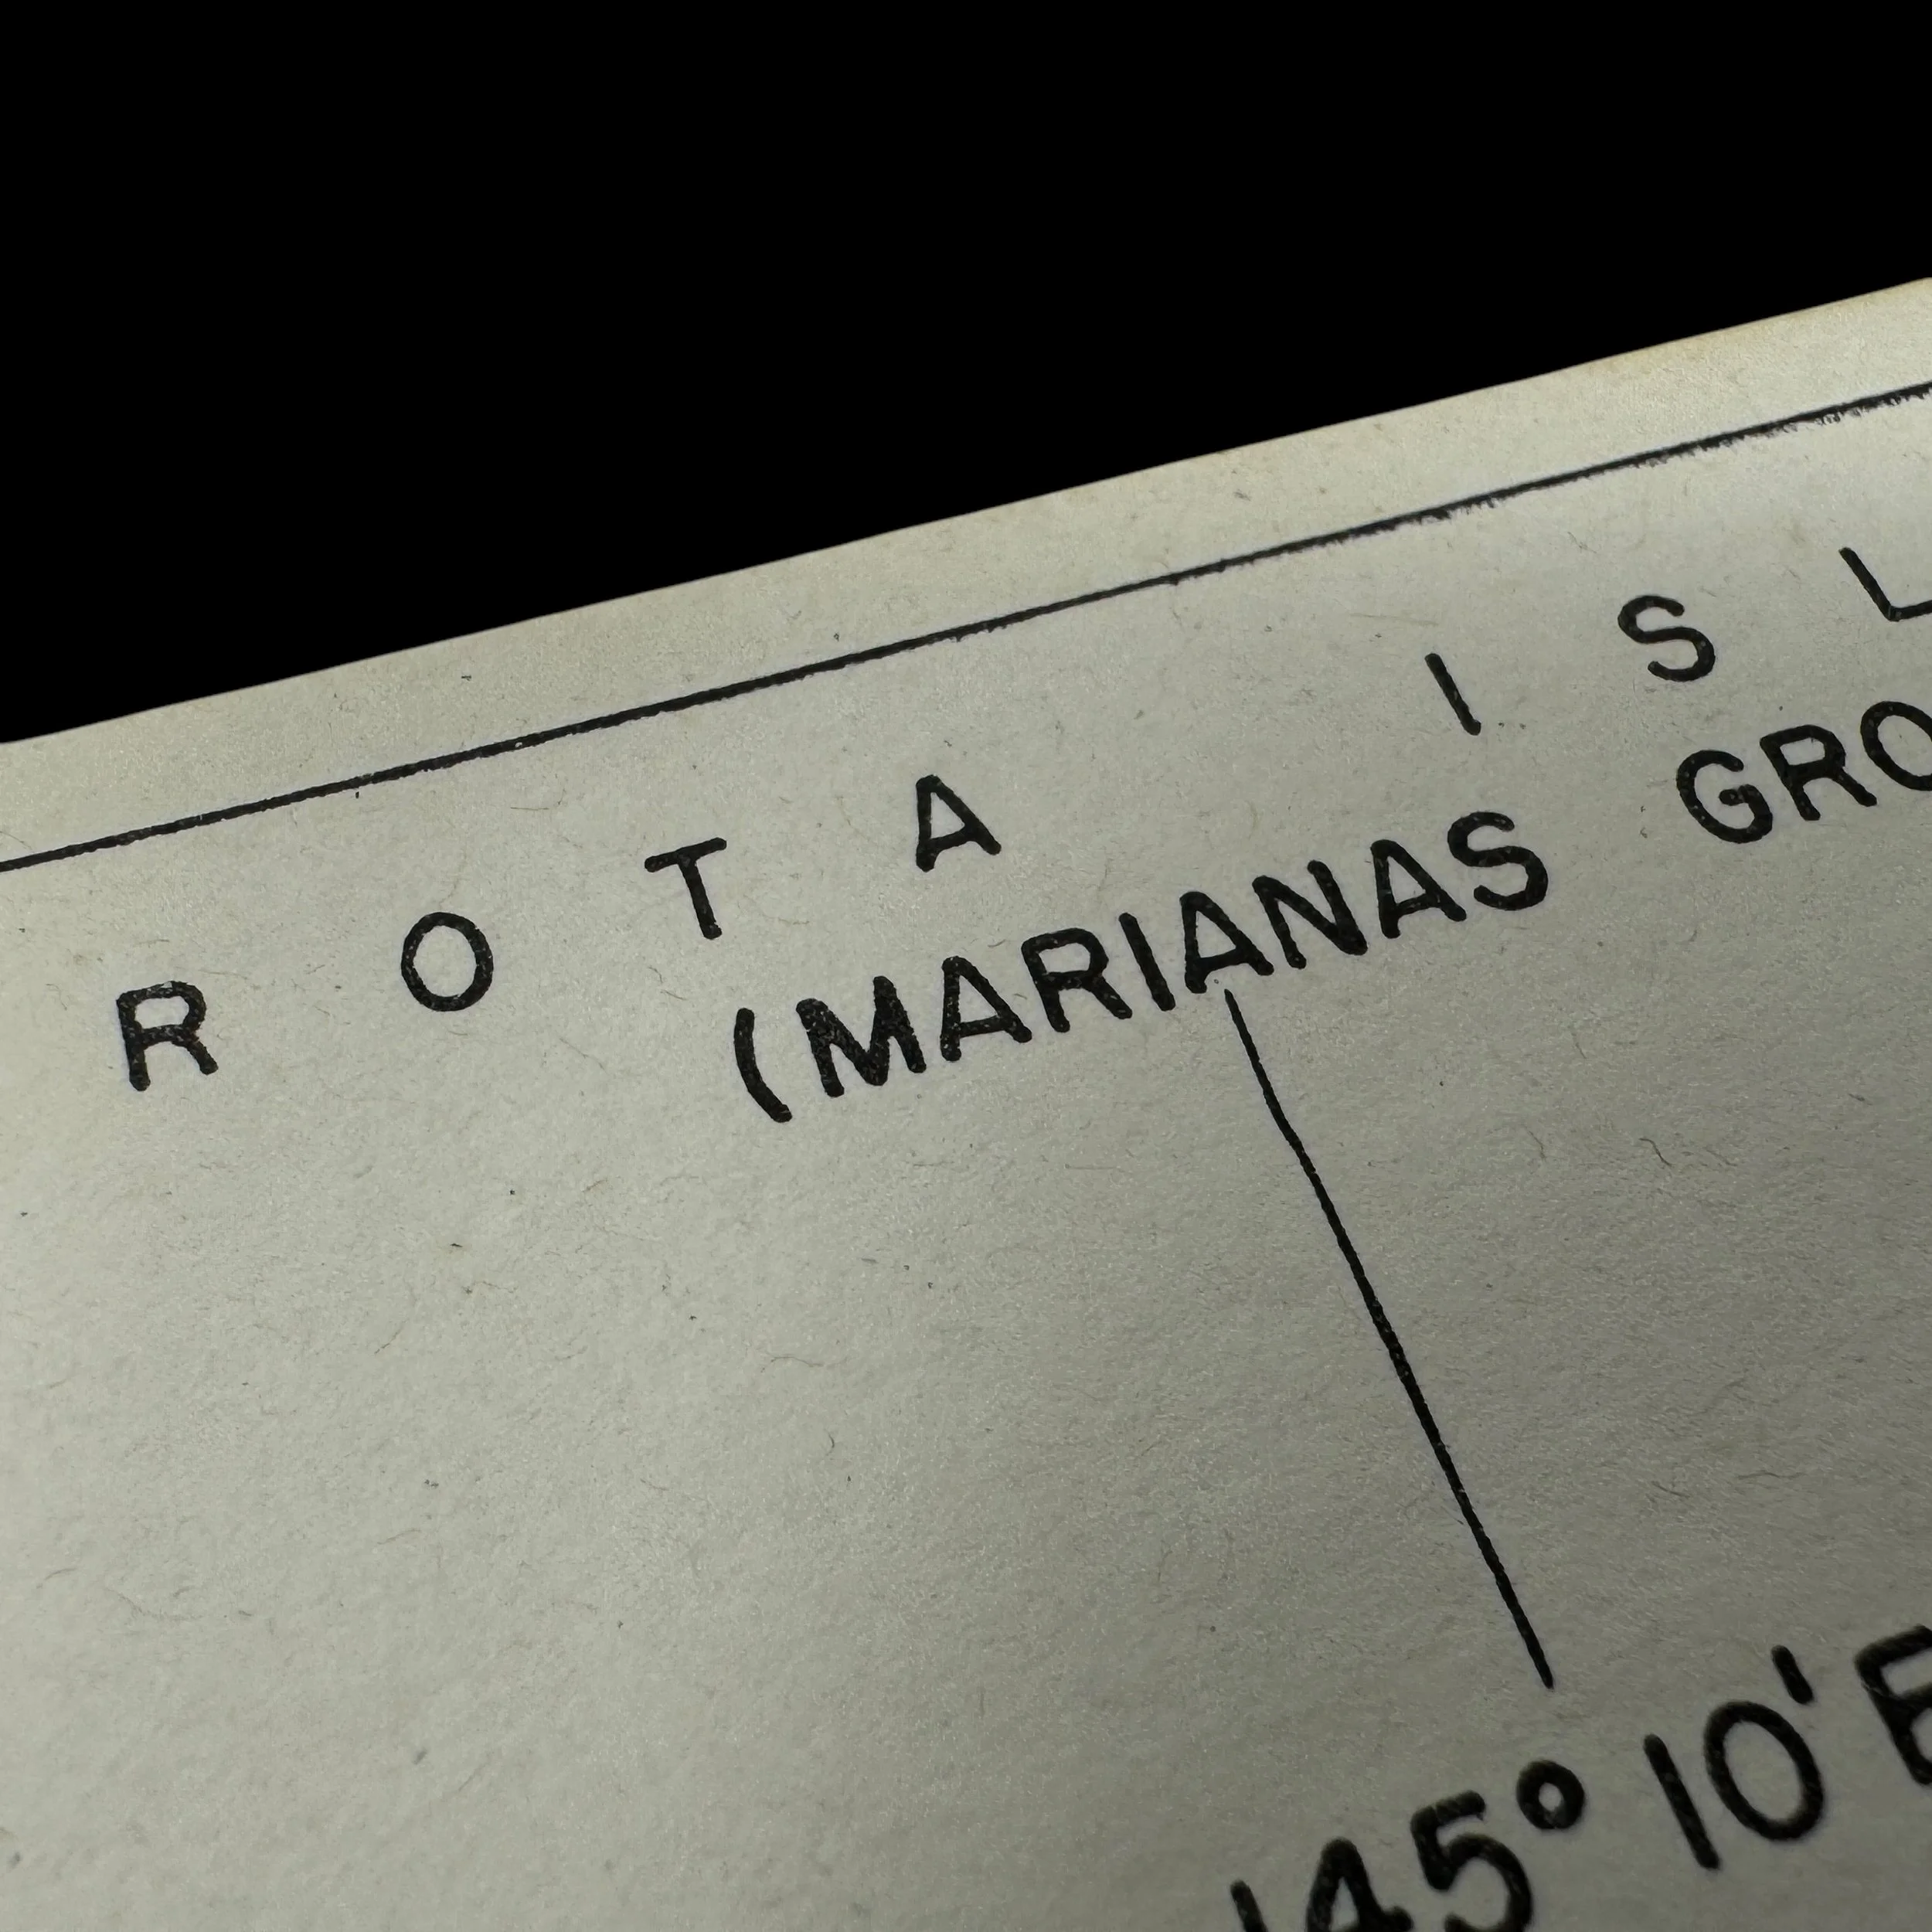 R O T A I S L
(MARIANAS GRO
145° 10' E